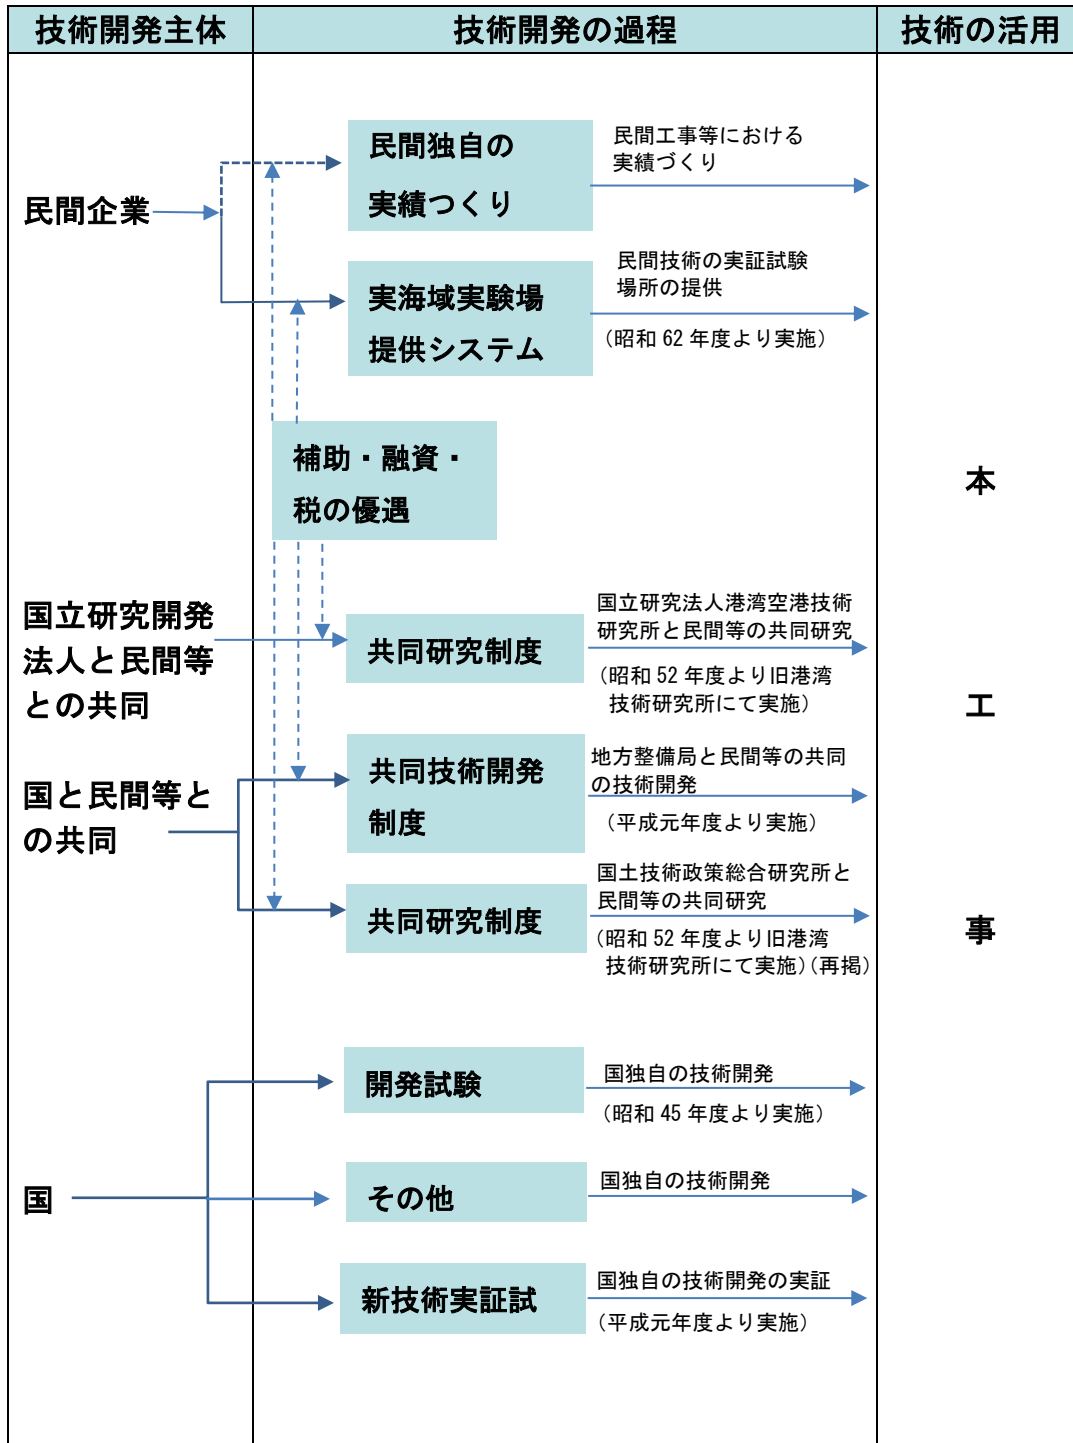 技術開発主体
技術開発の過程
技術の活用
民間企業
民間独自の
実績つくり
民間工事等における
実績づくり
実海域実験場
提供システム
民間技術の実証試験
場所の提供
（昭和 62 年度より実施）
補助・融資・
税の優遇
国立研究開発
法人と民間等
との共同
共同研究制度
国立研究法人港湾空港技術
研究所と民間等の共同研究
（昭和 52 年度より旧港湾
技術研究所にて実施）
国と民間等と
の共同
共同技術開発
制度
地方整備局と民間等の共同
の技術開発
（平成元年度より実施）
共同研究制度
国土技術政策総合研究所と
民間等の共同研究
（昭和 52 年度より旧港湾
技術研究所にて実施）（再掲）
国
開発試験
国独自の技術開発
（昭和 45 年度より実施）
その他
国独自の技術開発
新技術実証試
国独自の技術開発の実証
（平成元年度より実施）
本
工
事